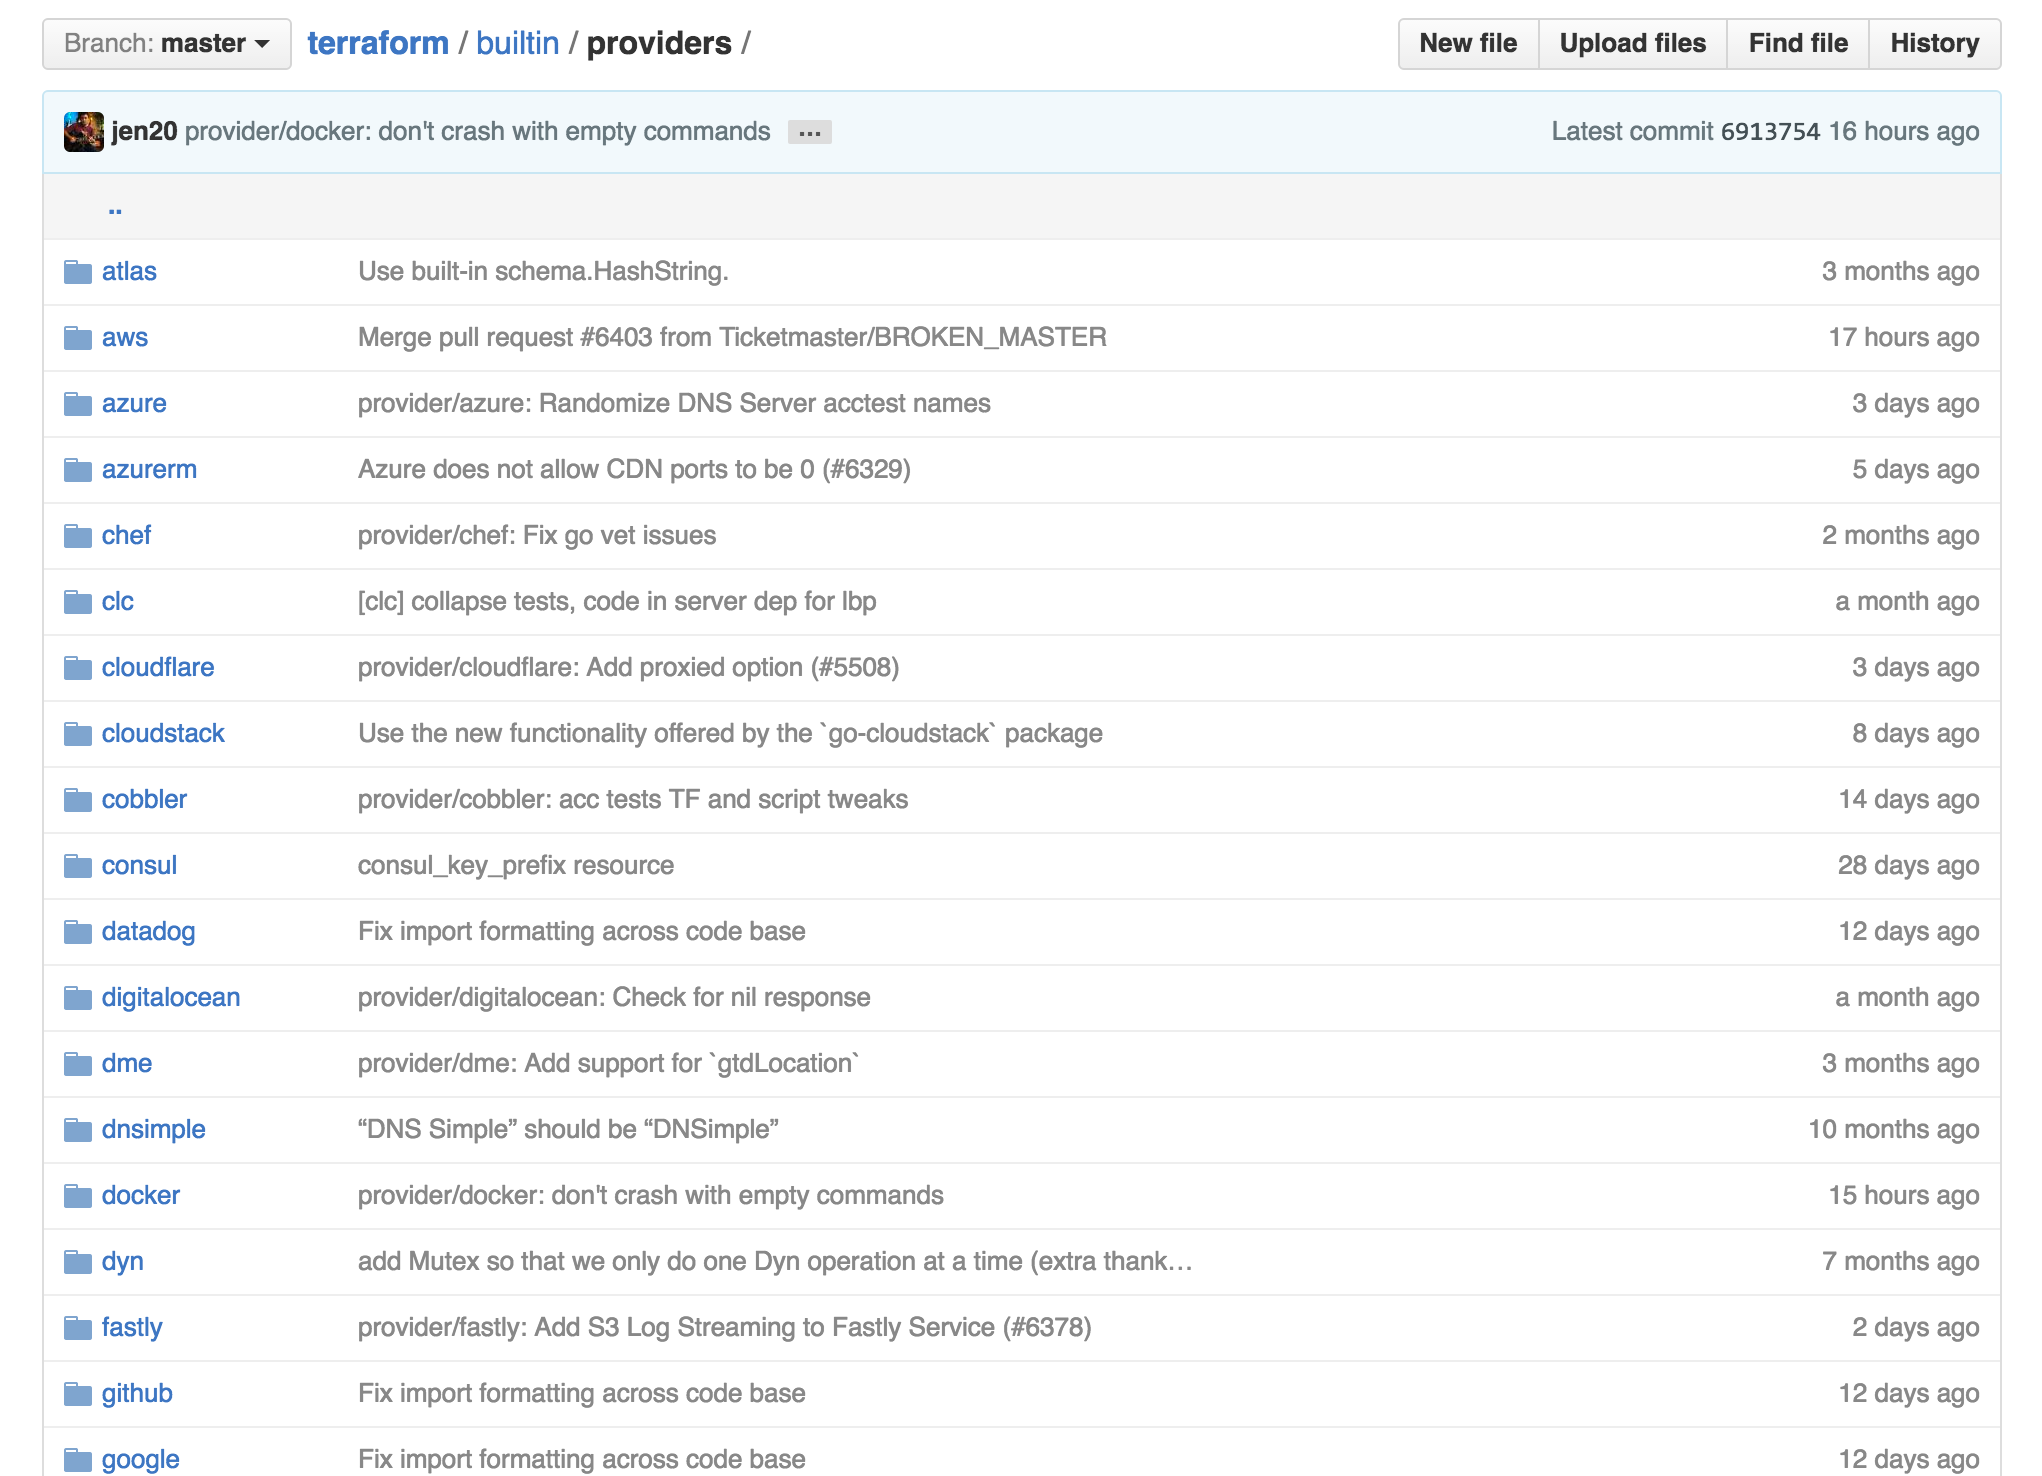 Branch: master terraform / builtin / providers / New file Upload files Find file History
jen20 provider/docker: don't crash with empty commands ... Latest commit 6913754 16 hours ago
..
atlas Use built-in schema.HashString. 3 months ago
aws Merge pull request #6403 from Ticketmaster/BROKEN_MASTER 17 hours ago
azure provider/azure: Randomize DNS Server acctest names 3 days ago
azurerm Azure does not allow CDN ports to be 0 (#6329) 5 days ago
chef provider/chef: Fix go vet issues 2 months ago
clc [clc] collapse tests, code in server dep for lbp a month ago
cloudflare provider/cloudflare: Add proxied option (#5508) 3 days ago
cloudstack Use the new functionality offered by the `go-cloudstack` package 8 days ago
cobbler provider/cobbler: acc tests TF and script tweaks 14 days ago
consul consul_key_prefix resource 28 days ago
datadog Fix import formatting across code base 12 days ago
digitalocean provider/digitalocean: Check for nil response a month ago
dme provider/dme: Add support for `gtdLocation` 3 months ago
dnsimple “DNS Simple” should be “DNSimple” 10 months ago
docker provider/docker: don't crash with empty commands 15 hours ago
dyn add Mutex so that we only do one Dyn operation at a time (extra thank… 7 months ago
fastly provider/fastly: Add S3 Log Streaming to Fastly Service (#6378) 2 days ago
github Fix import formatting across code base 12 days ago
google Fix import formatting across code base 12 days ago